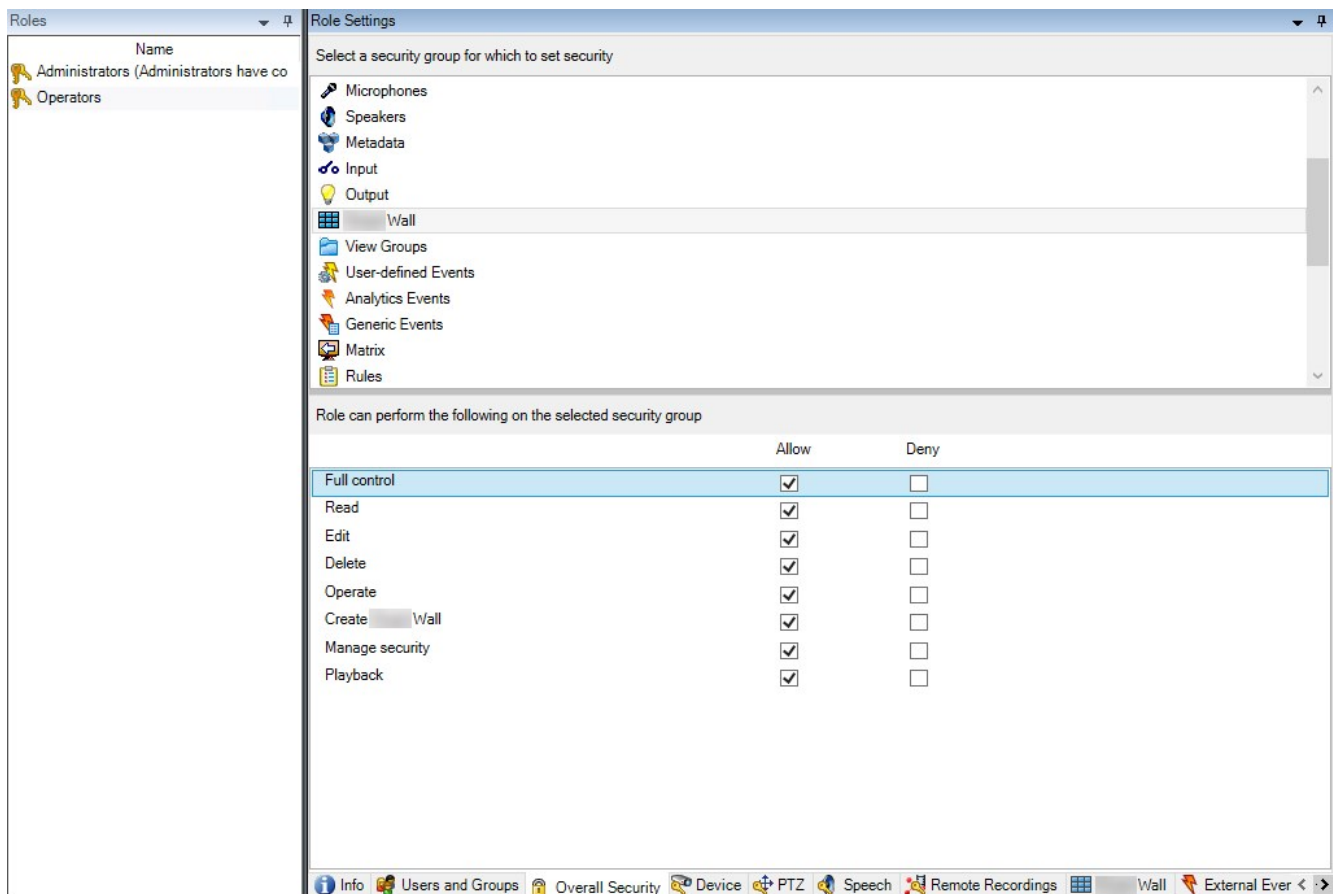 Roles
Name
Administrators (Administrators have co
Operators
Role Settings
Select a security group for which to set security
Microphones
Speakers
Metadata
Input
Output
Wall
View Groups
User-defined Events
Analytics Events
Generic Events
Matrix
Rules
Role can perform the following on the selected security group
Allow Deny
Full control
Read
Edit
Delete
Operate
Create Wall
Manage security
Playback
Info Users and Groups Overall Security Device PTZ Speech Remote Recordings Wall External Ever